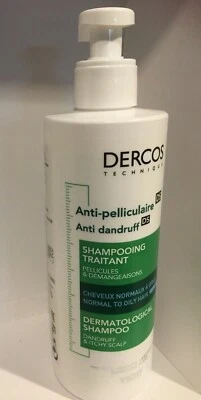 DERCOS
TECHNIQUE
Anti-pelliculaire DS
Anti dandruff DS
SHAMPOOING
TRAITANT
PELLICULES
& DÉMANGEAISONS
CHEVEUX NORMAUX À
NORMAL TO OILY HAIR
DERMATOLOGICAL
SHAMPOO
DANDRUFF
& ITCHY SCALP